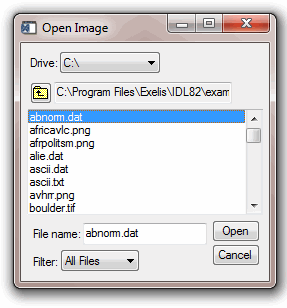 Open Image
Drive: C:\
C:\Program Files\Exelis\IDL82\exam
abnorm.dat
africavlc.png
afrpolitsm.png
alie.dat
ascii.dat
ascii.txt
avhrr.png
boulder.tif
File name: abnorm.dat Open
Cancel
Filter: All Files